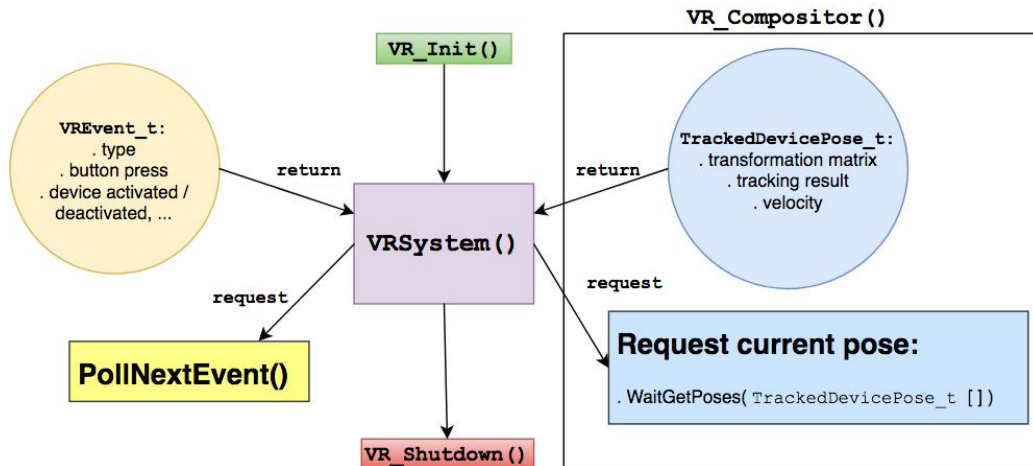 VR_Compositor()
VR_Init()
VREvent_t:
. type
. button press
. device activated /
deactivated, ...
return
TrackedDevicePose_t:
. transformation matrix
. tracking result
. velocity
return
VRSystem()
request
request
PollNextEvent()
Request current pose:
. WaitGetPoses( TrackedDevicePose_t [])
VR_Shutdown()